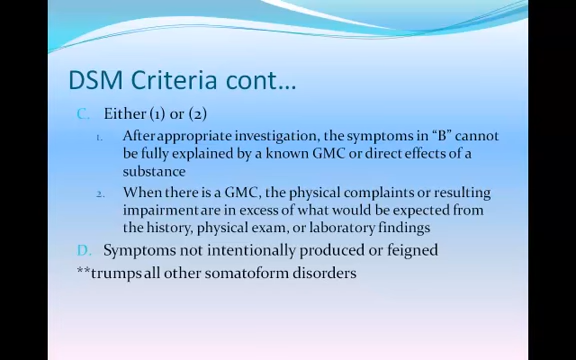 DSM Criteria cont...
C. Either (1) or (2)
1. After appropriate investigation, the symptoms in “B” cannot
be fully explained by a known GMC or direct effects of a
substance
2. When there is a GMC, the physical complaints or resulting
impairment are in excess of what would be expected from
the history, physical exam, or laboratory findings
D. Symptoms not intentionally produced or feigned
**trumps all other somatoform disorders